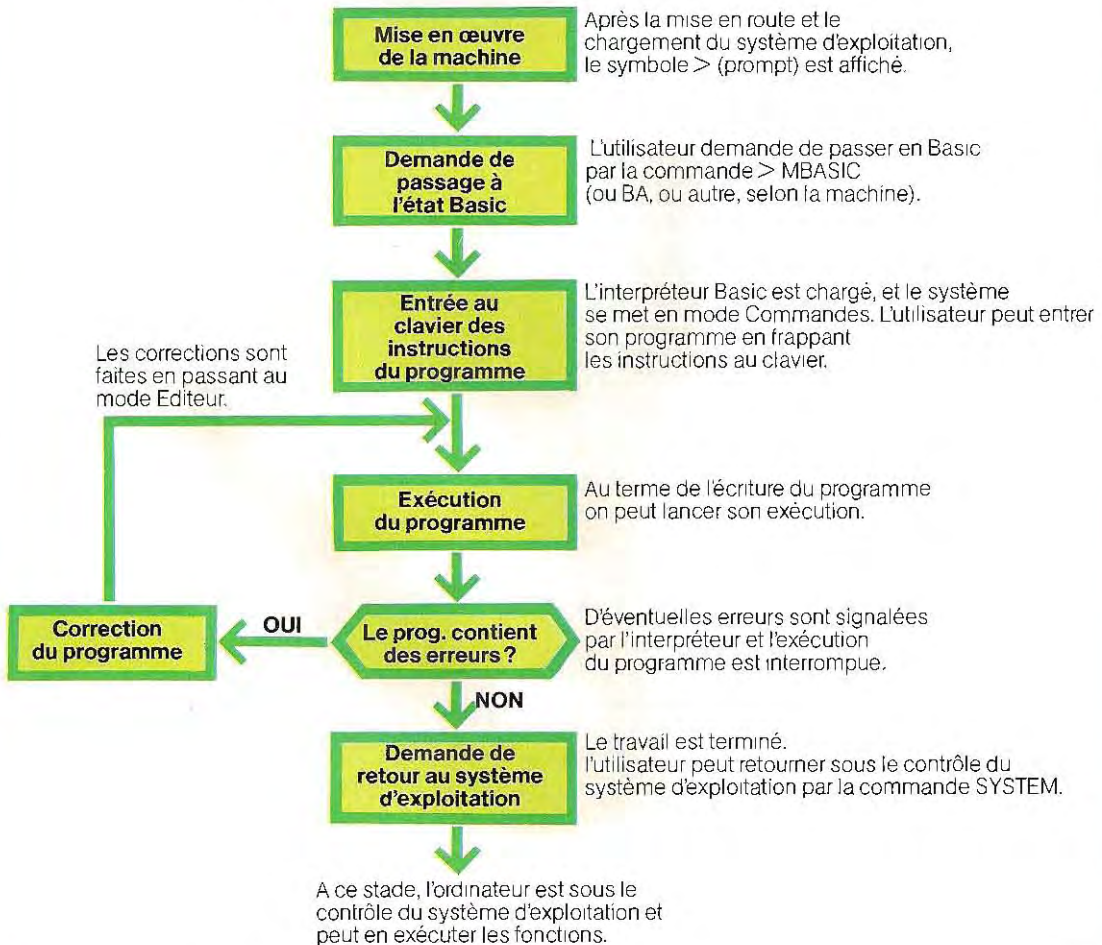 Mise en œuvre
de la machine
Après la mise en route et le
chargement du système d'exploitation,
le symbole > (prompt) est affiché.
Demande de
passage à
l'état Basic
L'utilisateur demande de passer en Basic
par la commande > MBASIC
(ou BA, ou autre, selon la machine).
Entrée au
clavier des
instructions
du programme
L'interpréteur Basic est chargé, et le système
se met en mode Commandes. L'utilisateur peut entrer
son programme en frappant
les instructions au clavier.
Les corrections sont
faites en passant au
mode Editeur.
Exécution
du programme
Au terme de l'écriture du programme
on peut lancer son exécution.
Correction
du programme
OUI
Le prog. contient
des erreurs ?
D'éventuelles erreurs sont signalées
par l'interpréteur et l'exécution
du programme est interrompue.
NON
Demande de
retour au système
d'exploitation
Le travail est terminé.
l'utilisateur peut retourner sous le contrôle du
système d'exploitation par la commande SYSTEM.
A ce stade, l'ordinateur est sous le
contrôle du système d'exploitation et
peut en exécuter les fonctions.